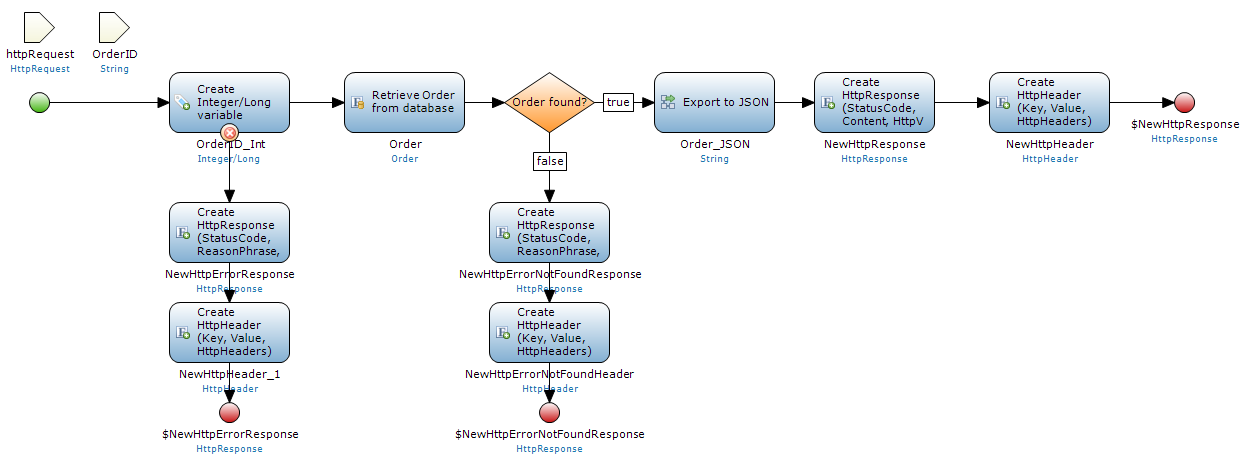 httpRequest
HttpRequest
OrderID
String
Create
Integer/Long
variable
OrderID_Int
Integer/Long
Retrieve Order
from database
Order
Order
Order found?
true
false
Export to JSON
Order_JSON
String
Create
HttpResponse
(StatusCode,
Content, HttpV
NewHttpResponse
HttpResponse
Create
HttpHeader
(Key, Value,
HttpHeaders)
NewHttpHeader
HttpHeader
$NewHttpResponse
HttpResponse
Create
HttpResponse
(StatusCode,
ReasonPhrase,
NewHttpErrorResponse
HttpResponse
Create
HttpHeader
(Key, Value,
HttpHeaders)
NewHttpHeader_1
HttpHeader
$NewHttpErrorResponse
HttpResponse
Create
HttpResponse
(StatusCode,
ReasonPhrase,
NewHttpErrorNotFoundResponse
HttpResponse
Create
HttpHeader
(Key, Value,
HttpHeaders)
NewHttpErrorNotFoundHeader
HttpHeader
$NewHttpErrorNotFoundResponse
HttpResponse